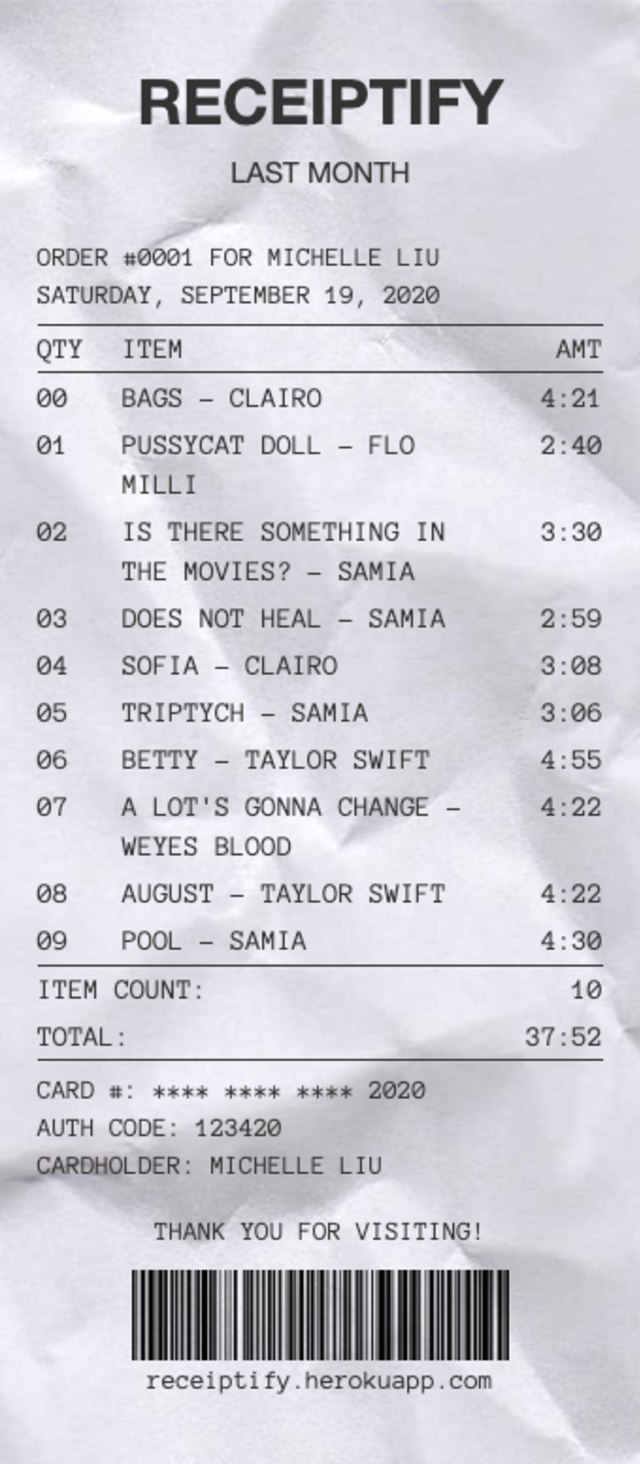 RECEIPTIFY
LAST MONTH
ORDER #0001 FOR MICHELLE LIU
SATURDAY, SEPTEMBER 19, 2020
QTY ITEM AMT
00 BAGS – CLAIRO 4:21
01 PUSSYCAT DOLL – FLO 2:40
MILLI
02 IS THERE SOMETHING IN 3:30
THE MOVIES? – SAMIA
03 DOES NOT HEAL – SAMIA 2:59
04 SOFIA – CLAIRO 3:08
05 TRIPTYCH – SAMIA 3:06
06 BETTY – TAYLOR SWIFT 4:55
07 A LOT'S GONNA CHANGE – 4:22
WEYES BLOOD
08 AUGUST – TAYLOR SWIFT 4:22
09 POOL – SAMIA 4:30
ITEM COUNT: 10
TOTAL: 37:52
CARD #: **** **** **** 2020
AUTH CODE: 123420
CARDHOLDER: MICHELLE LIU
THANK YOU FOR VISITING!
receiptify.herokuapp.com